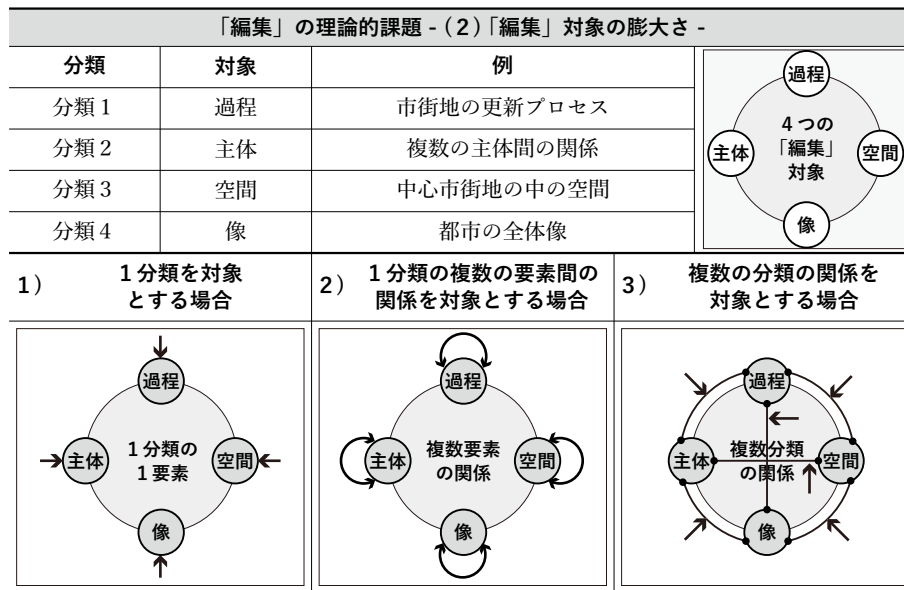 「編集」の理論的課題 - (2)「編集」対象の膨大さ -
分類 対象 例
分類1 過程 市街地の更新プロセス
分類2 主体 複数の主体間の関係
分類3 空間 中心市街地の中の空間
分類4 像 都市の全体像
過程
主体
4つの
「編集」
対象
空間
像
1) 1分類を対象
とする場合
過程
主体
1分類の
1要素
空間
像
2) 1分類の複数の要素間の
関係を対象とする場合
過程
主体
複数要素
の関係
空間
像
3) 複数の分類の関係を
対象とする場合
過程
主体
複数分類
の関係
空間
像